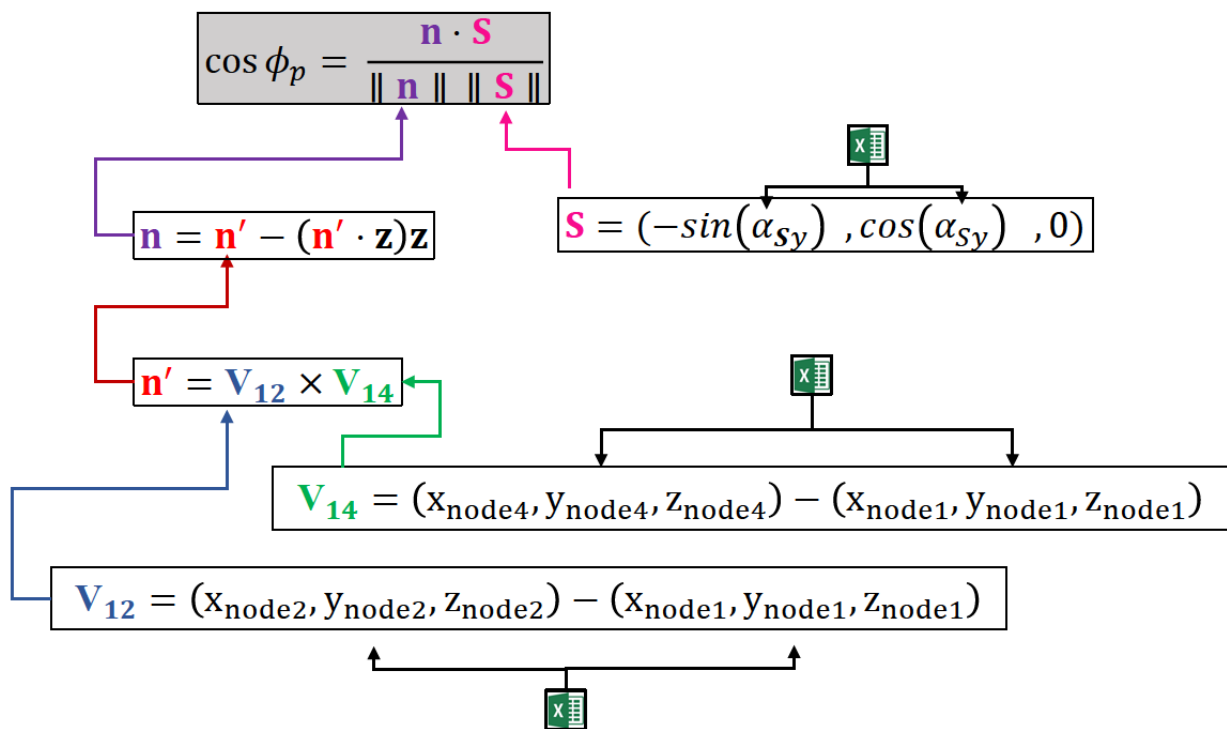 cos ϕₚ = n · S / ‖ n ‖ ‖ S ‖
X
n = n′ − (n′ · z)z
S = (−sin(α_Sy) , cos(α_Sy) , 0)
n′ = V₁₂ × V₁₄
X
V₁₄ = (x_node4, y_node4, z_node4) − (x_node1, y_node1, z_node1)
V₁₂ = (x_node2, y_node2, z_node2) − (x_node1, y_node1, z_node1)
X